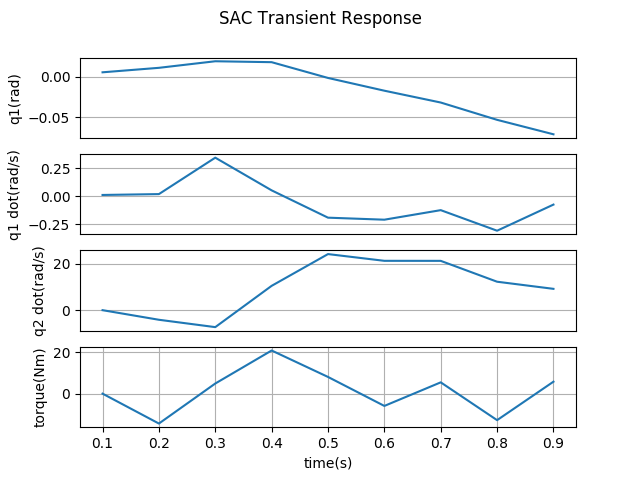 SAC Transient Response
q1(rad)
0.00
−0.05
q1 dot(rad/s)
0.25
0.00
−0.25
q2 dot(rad/s)
20
0
torque(Nm)
20
0
0.1 0.2 0.3 0.4 0.5 0.6 0.7 0.8 0.9
time(s)